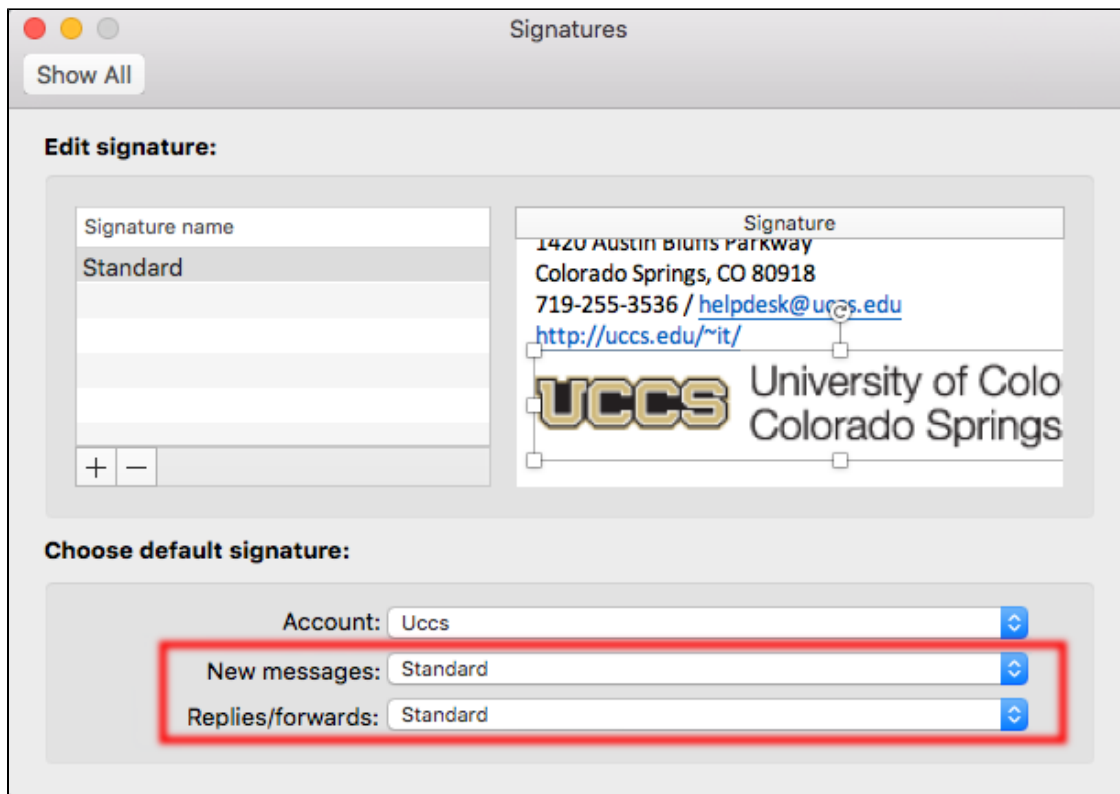 Signatures
Show All
Edit signature:
Signature name
Standard
Signature
1420 Austin Bluffs Parkway
Colorado Springs, CO 80918
719-255-3536 / helpdesk@uccs.edu
http://uccs.edu/~it/
UCCS University of Colo
Colorado Springs
Choose default signature:
Account: Uccs
New messages: Standard
Replies/forwards: Standard